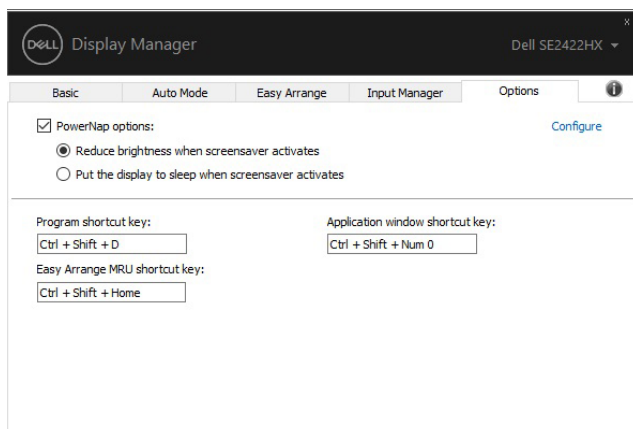 DELL Display Manager
Dell SE2422HX
x
Basic
Auto Mode
Easy Arrange
Input Manager
Options
i
PowerNap options:
Configure
Reduce brightness when screensaver activates
Put the display to sleep when screensaver activates
Program shortcut key:
Application window shortcut key:
Ctrl + Shift + D
Ctrl + Shift + Num 0
Easy Arrange MRU shortcut key:
Ctrl + Shift + Home